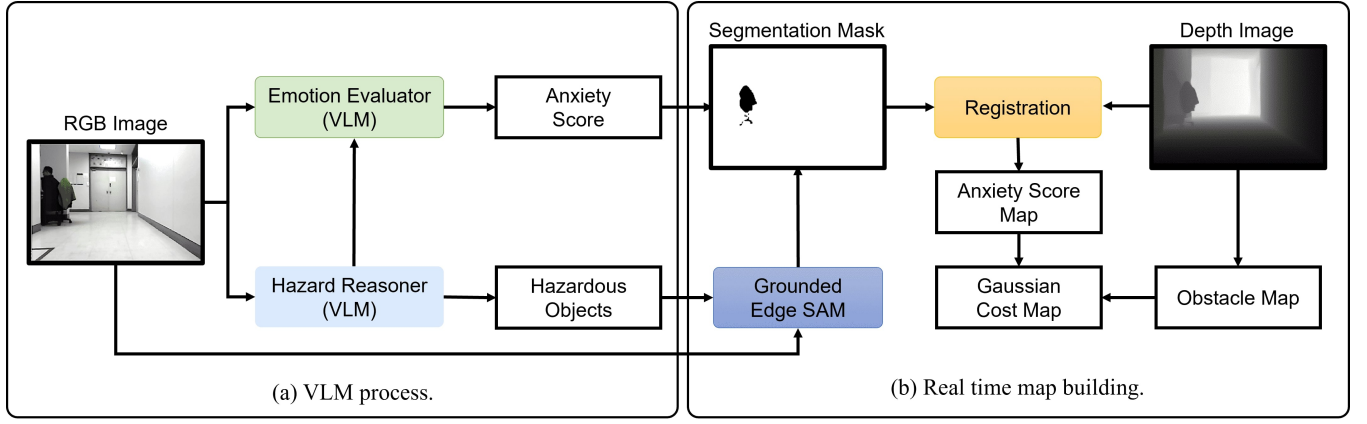 RGB Image
Emotion Evaluator
(VLM)
Anxiety
Score
Hazard Reasoner
(VLM)
Hazardous
Objects
(a) VLM process.
Segmentation Mask
Depth Image
Registration
Anxiety Score
Map
Grounded
Edge SAM
Gaussian
Cost Map
Obstacle Map
(b) Real time map building.